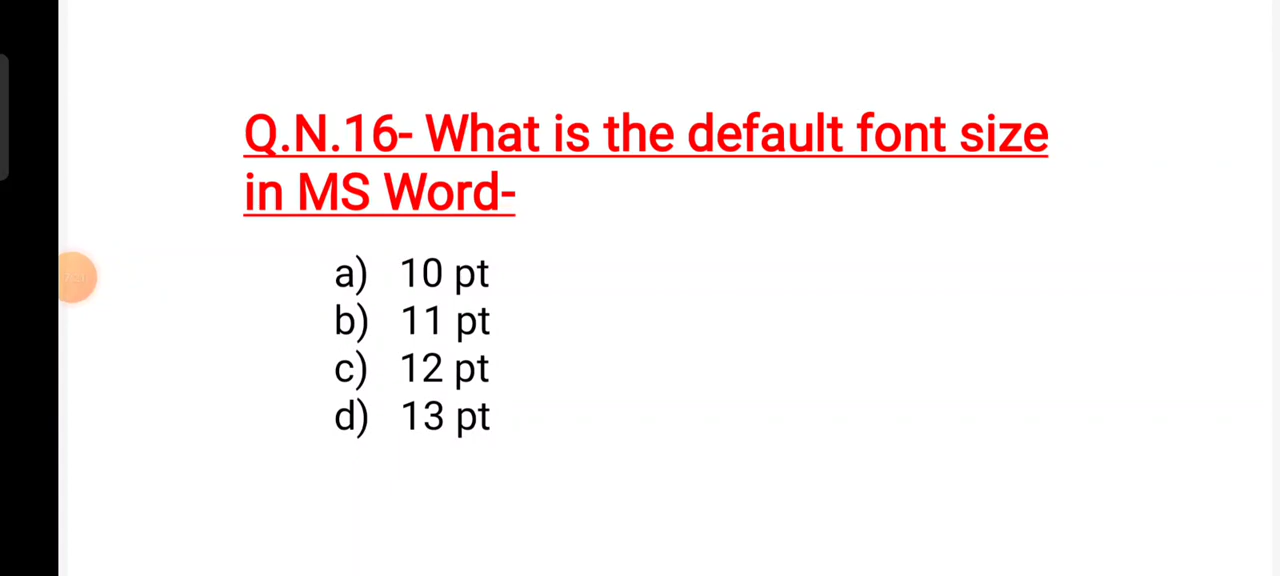 Q.N.16- What is the default font size
in MS Word-
a) 10 pt
b) 11 pt
c) 12 pt
d) 13 pt